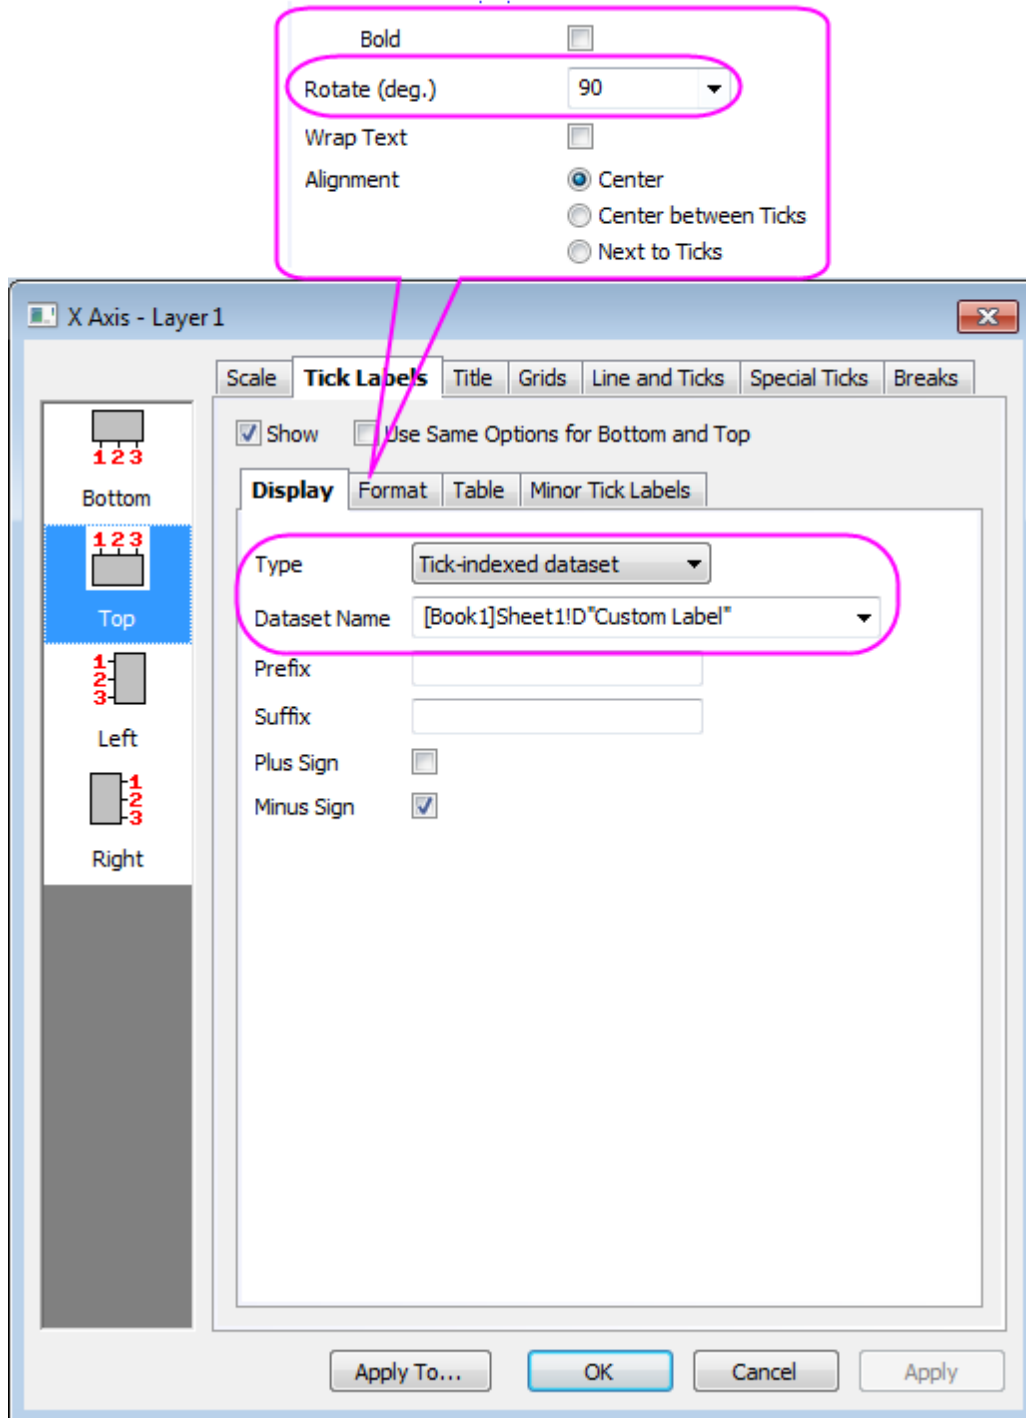 Bold
Rotate (deg.) 90
Wrap Text
Alignment Center
Center between Ticks
Next to Ticks
X Axis - Layer 1
Scale Tick Labels Title Grids Line and Ticks Special Ticks Breaks
Show Use Same Options for Bottom and Top
Display Format Table Minor Tick Labels
1 2 3
Bottom
1 2 3
Top
1
2
3
Left
1
2
3
Right
Type Tick-indexed dataset
Dataset Name [Book1]Sheet1!D"Custom Label"
Prefix
Suffix
Plus Sign
Minus Sign
Apply To... OK Cancel Apply